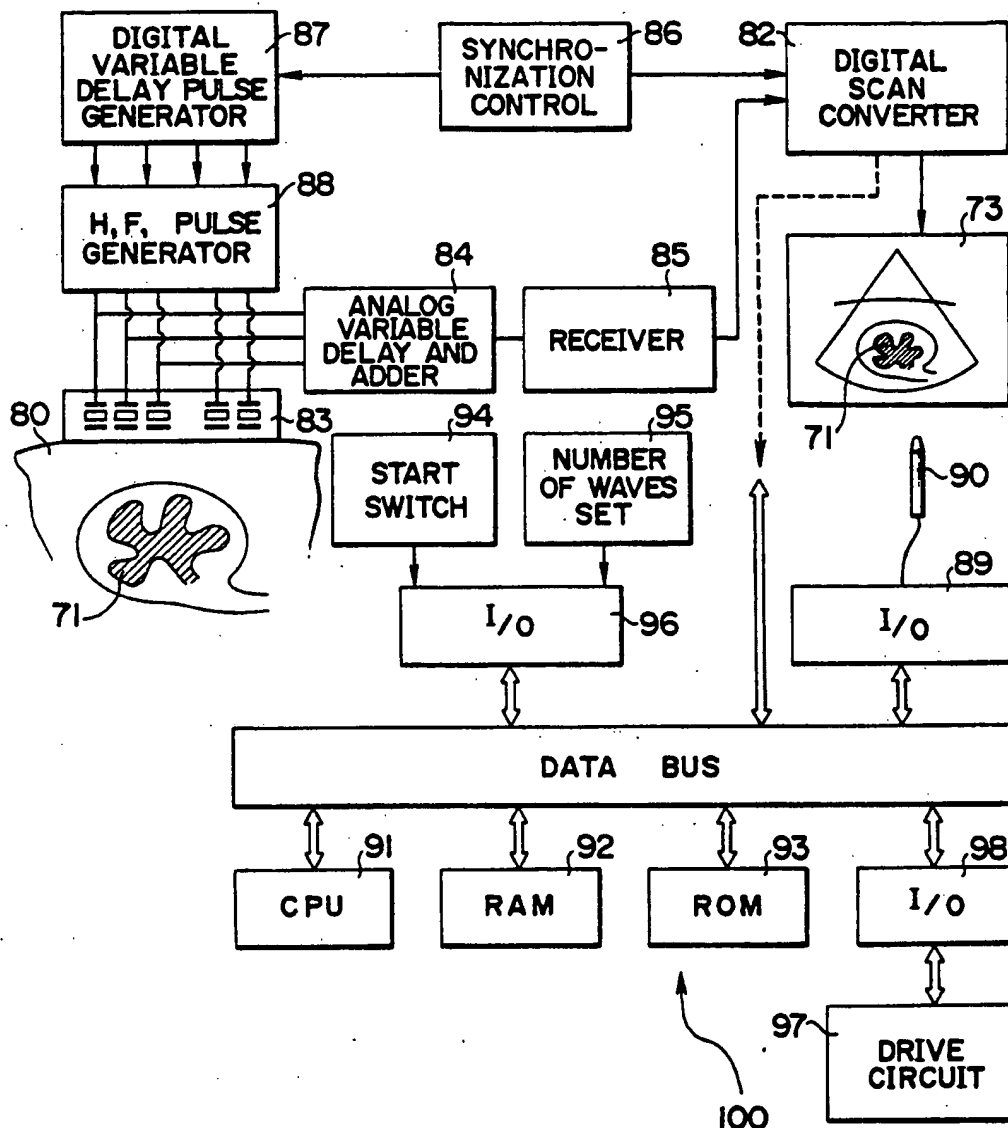 DIGITAL
VARIABLE
DELAY PULSE
GENERATOR
87
SYNCHRO-
NIZATION
CONTROL
86
82
DIGITAL
SCAN
CONVERTER
H,F, PULSE
GENERATOR
88
73
84
ANALOG
VARIABLE
DELAY AND
ADDER
85
RECEIVER
71
80
83
94
START
SWITCH
95
NUMBER
OF WAVES
SET
90
71
I/O
96
89
I/O
DATA BUS
91
CPU
92
RAM
93
ROM
98
I/O
97
DRIVE
CIRCUIT
100